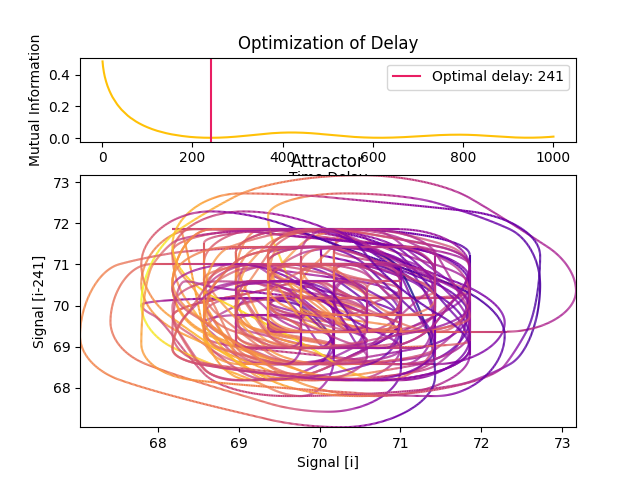 Optimization of Delay
Mutual Information
0.4
0.2
0.0
Optimal delay: 241
0 200 400 600 800 1000
Time Delay
Attractor
Signal [i-241]
73
72
71
70
69
68
68 69 70 71 72 73
Signal [i]